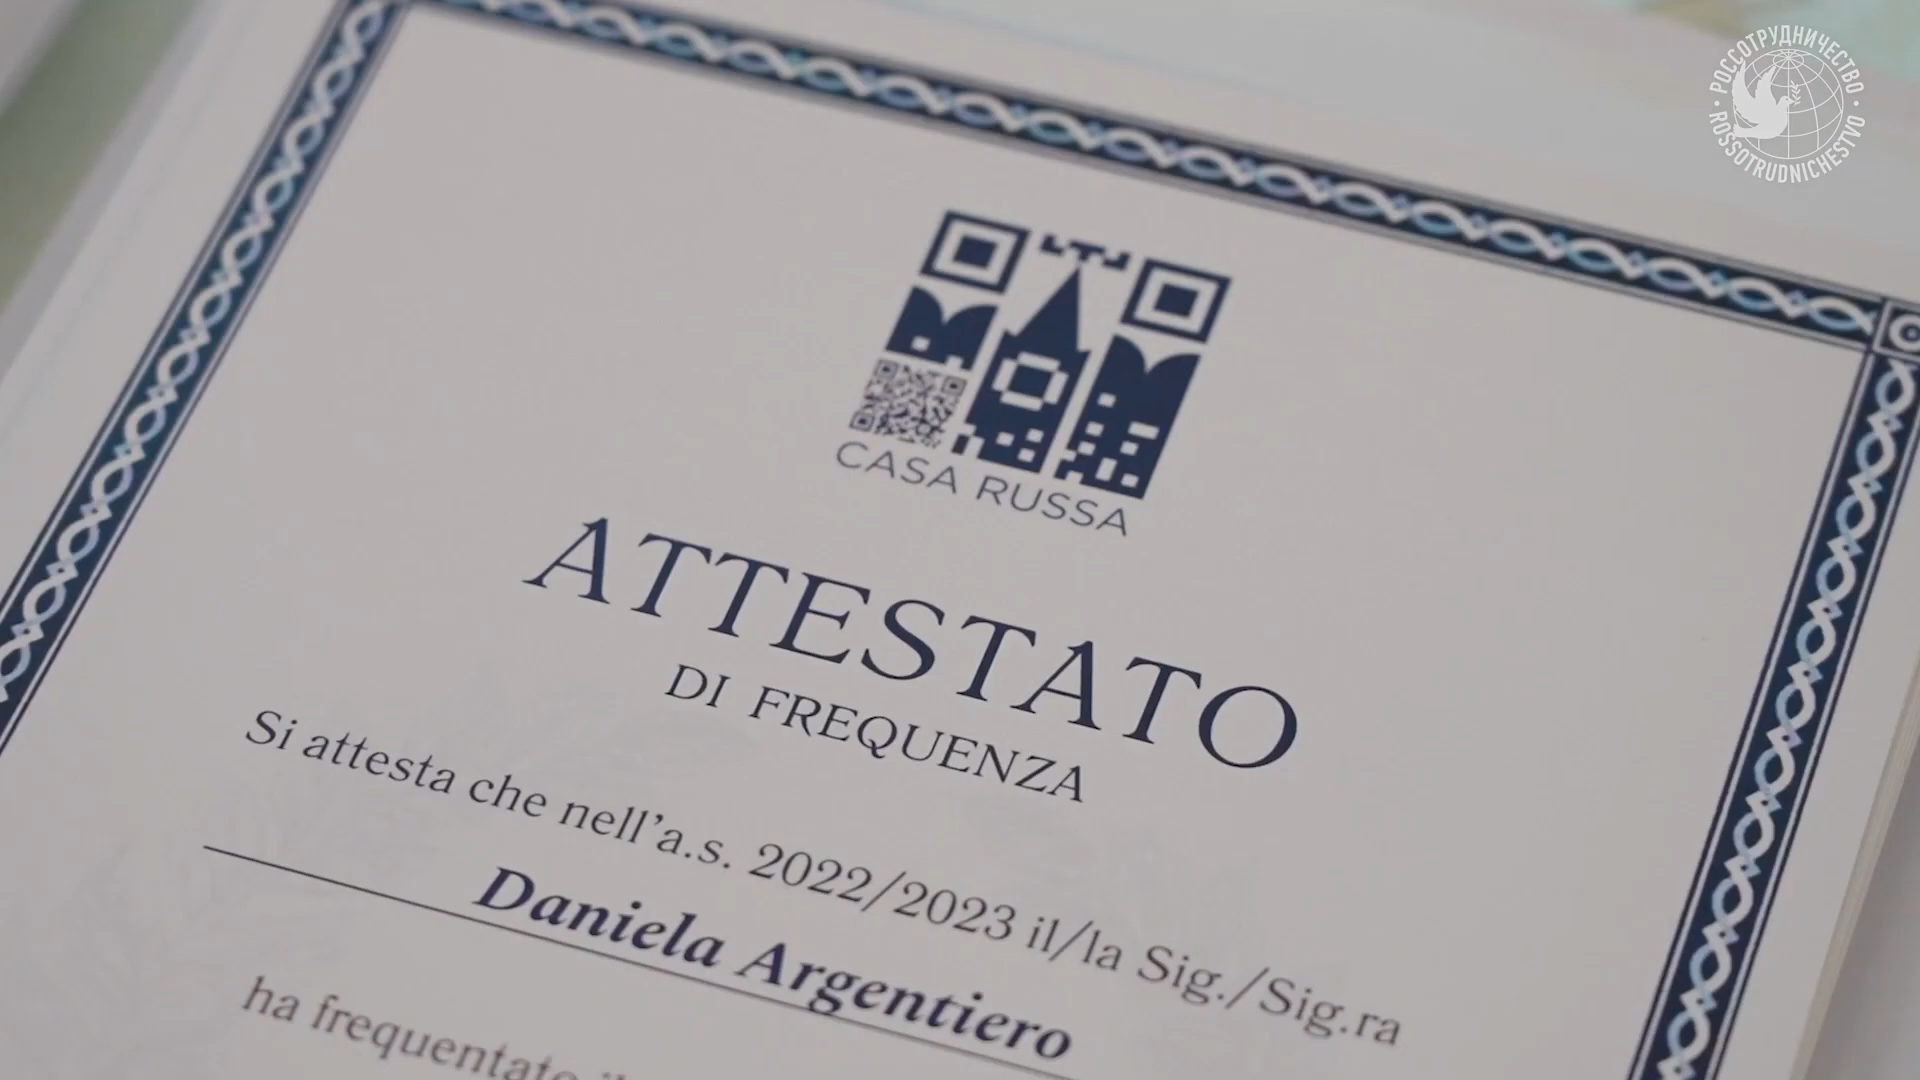 РОССОТРУДНИЧЕСТВО
ROSSOTRUDNICHESTVO
CASA RUSSA
ATTESTATO
DI FREQUENZA
Si attesta che nell'a.s. 2022/2023 il/la Sig./Sig.ra
Daniela Argentiero
ha frequentato